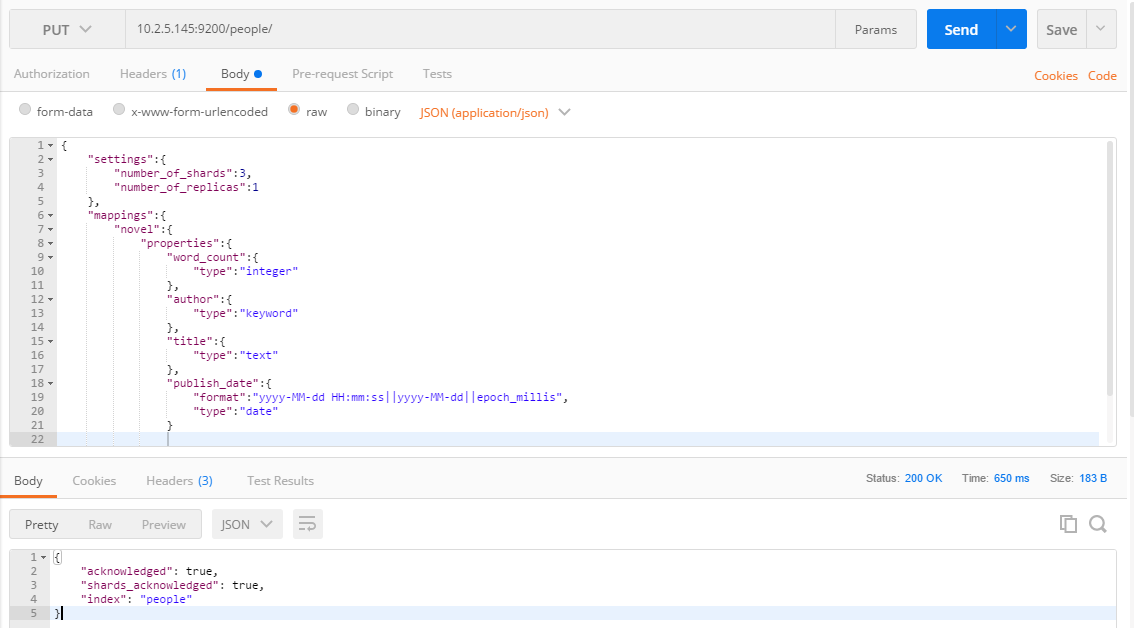 PUT 10.2.5.145:9200/people/ Params Send Save
Authorization Headers (1) Body Pre-request Script Tests Cookies Code
form-data x-www-form-urlencoded raw binary JSON (application/json)
1 {
2 "settings":{
3 "number_of_shards":3,
4 "number_of_replicas":1
5 },
6 "mappings":{
7 "novel":{
8 "properties":{
9 "word_count":{
10 "type":"integer"
11 },
12 "author":{
13 "type":"keyword"
14 },
15 "title":{
16 "type":"text"
17 },
18 "publish_date":{
19 "format":"yyyy-MM-dd HH:mm:ss||yyyy-MM-dd||epoch_millis",
20 "type":"date"
21 }
22
Body Cookies Headers (3) Test Results Status: 200 OK Time: 650 ms Size: 183 B
Pretty Raw Preview JSON
1 {
2 "acknowledged": true,
3 "shards_acknowledged": true,
4 "index": "people"
5 }